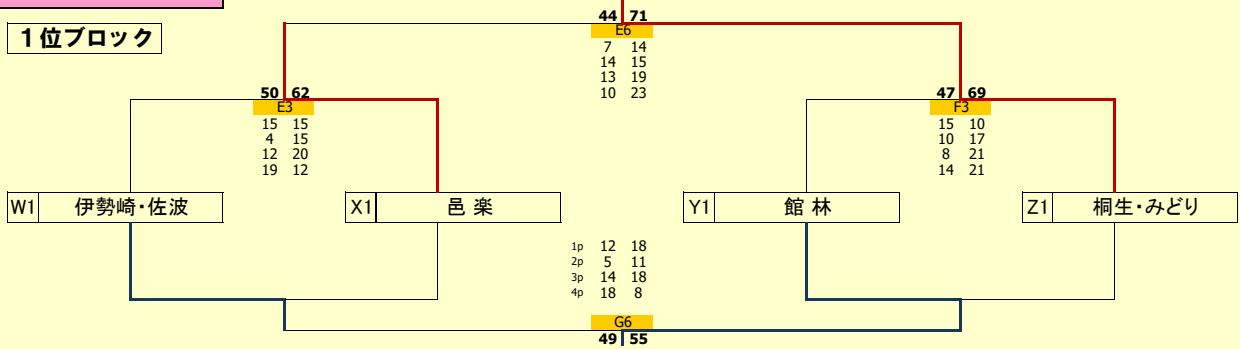 44 71
E6
7 14
14 15
13 19
10 23
1位ブロック
50 62
E3
15 15
4 15
12 20
19 12
47 69
F3
15 10
10 17
8 21
14 21
W1 伊勢崎・佐波
X1 邑楽
Y1 館林
Z1 桐生・みどり
1p 12 18
2p 5 11
3p 14 18
4p 18 8
G6
49 55